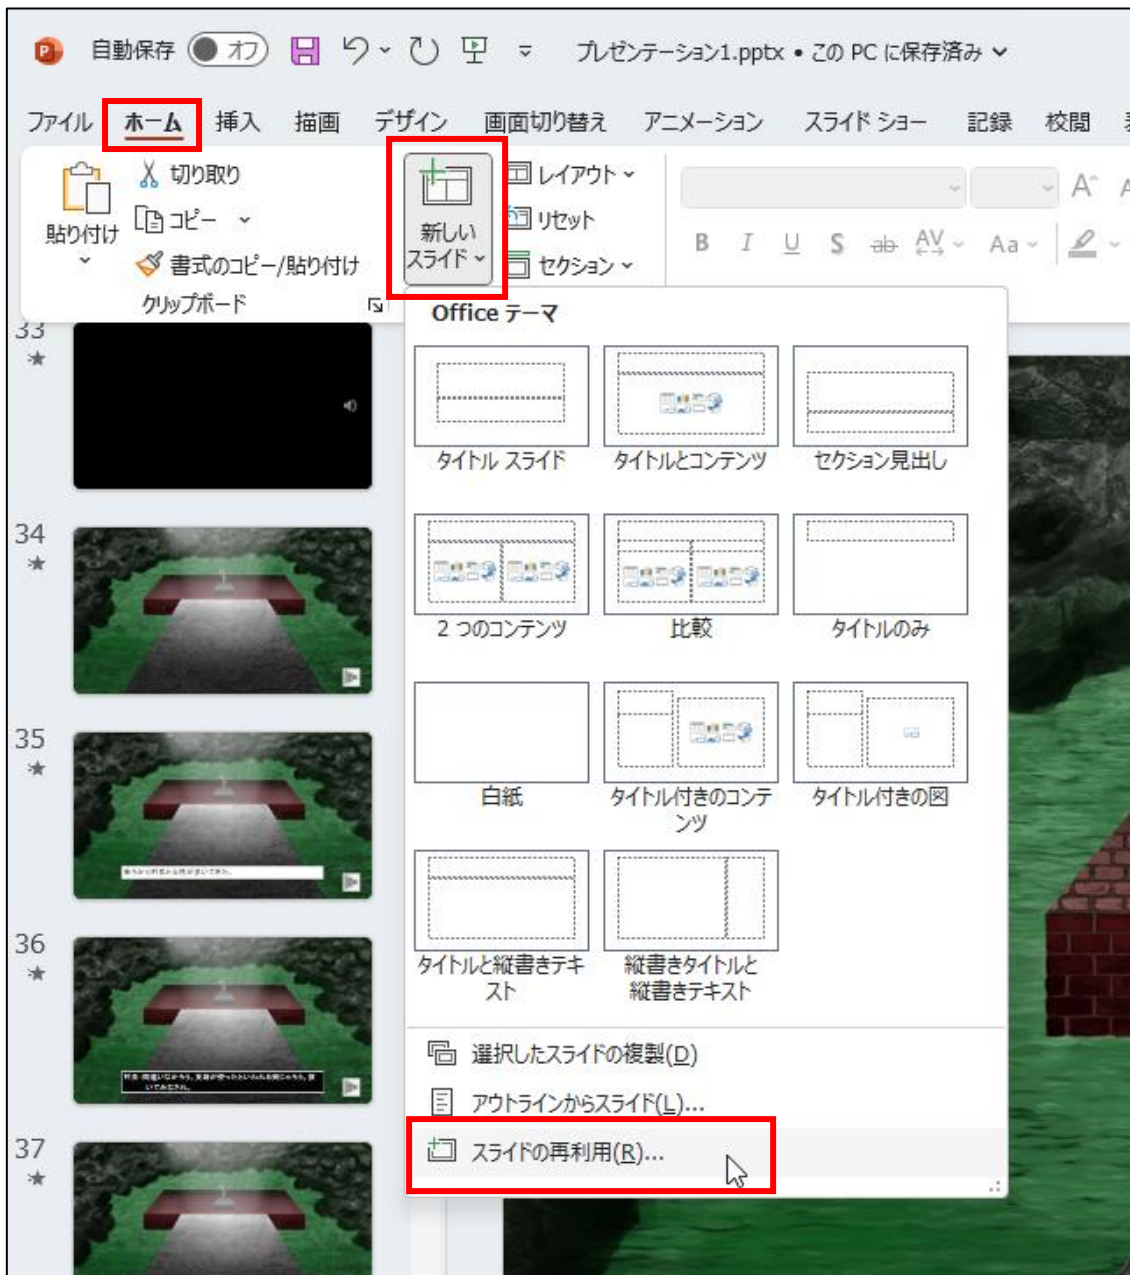 自動保存 オフ プレゼンテーション1.pptx • この PC に保存済み
ファイル ホーム 挿入 描画 デザイン 画面切り替え アニメーション スライド ショー 記録 校閲
貼り付け
切り取り
コピー
書式のコピー/貼り付け
クリップボード
新しい
スライド
レイアウト
リセット
セクション
B I U S ab AV Aa
Office テーマ
タイトル スライド タイトルとコンテンツ セクション見出し
2 つのコンテンツ 比較 タイトルのみ
白紙 タイトル付きのコンテ
ンツ
タイトル付きの図
タイトルと縦書きテキ
スト
縦書きタイトルと
縦書きテキスト
選択したスライドの複製(D)
アウトラインからスライド(L)...
スライドの再利用(R)...
33
34
35
36
37